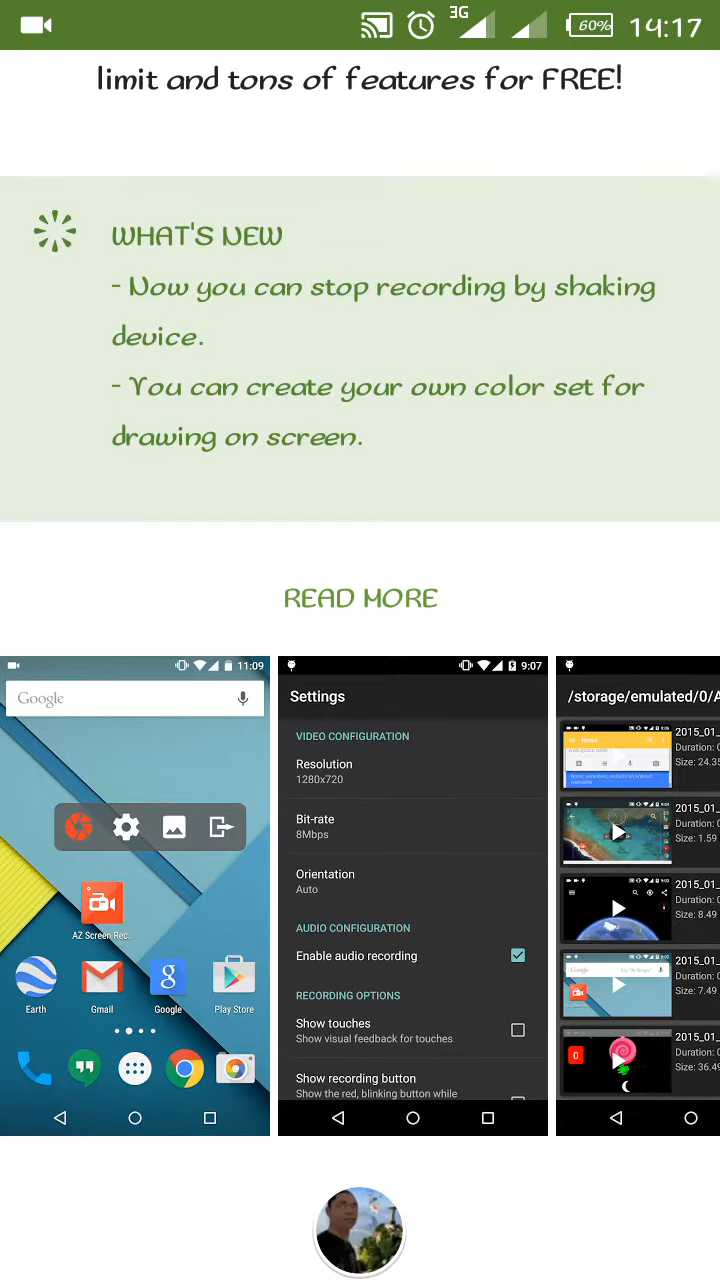 3G
60%
14:17
limit and tons of features for FREE!
WHAT'S NEW
- Now you can stop recording by shaking
device.
- You can create your own color set for
drawing on screen.
READ MORE
11:09
Google
AZ Screen Rec..
Earth
Gmail
Google
Play Store
9:07
Settings
VIDEO CONFIGURATION
Resolution
1280x720
Bit-rate
8Mbps
Orientation
Auto
AUDIO CONFIGURATION
Enable audio recording
RECORDING OPTIONS
Show touches
Show visual feedback for touches
Show recording button
Show the red, blinking button while
/storage/emulated/0/A
2015_01_
Duration: 0
Size: 24.35
2015_01_
Duration: 0
Size: 1.59
2015_01_
Duration: 0
Size: 8.49
2015_01_
Duration: 0
Size: 7.49
2015_01_
Duration: 0
Size: 36.49